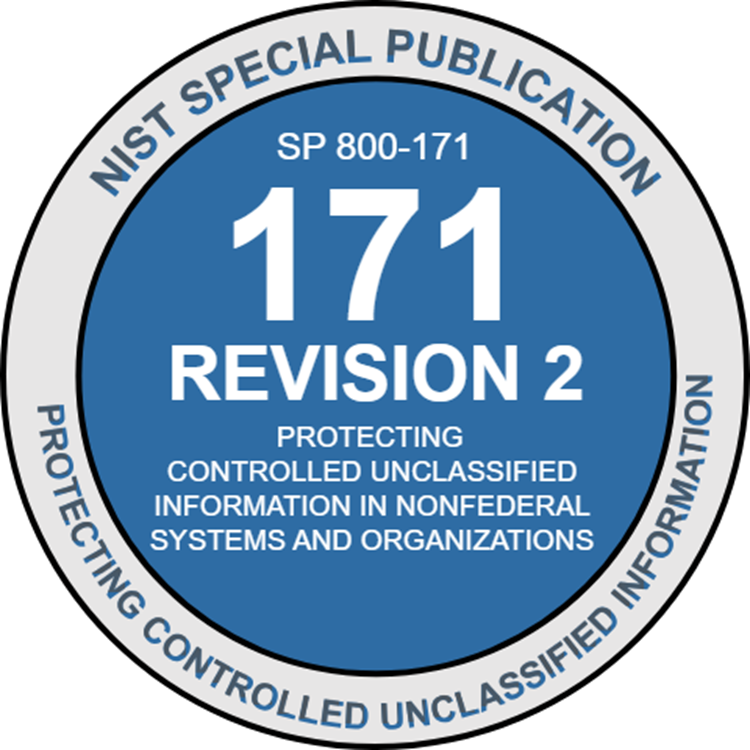 NIST SPECIAL PUBLICATION
SP 800-171
171
REVISION 2
PROTECTING
CONTROLLED UNCLASSIFIED
INFORMATION IN NONFEDERAL
SYSTEMS AND ORGANIZATIONS
PROTECTING CONTROLLED UNCLASSIFIED INFORMATION